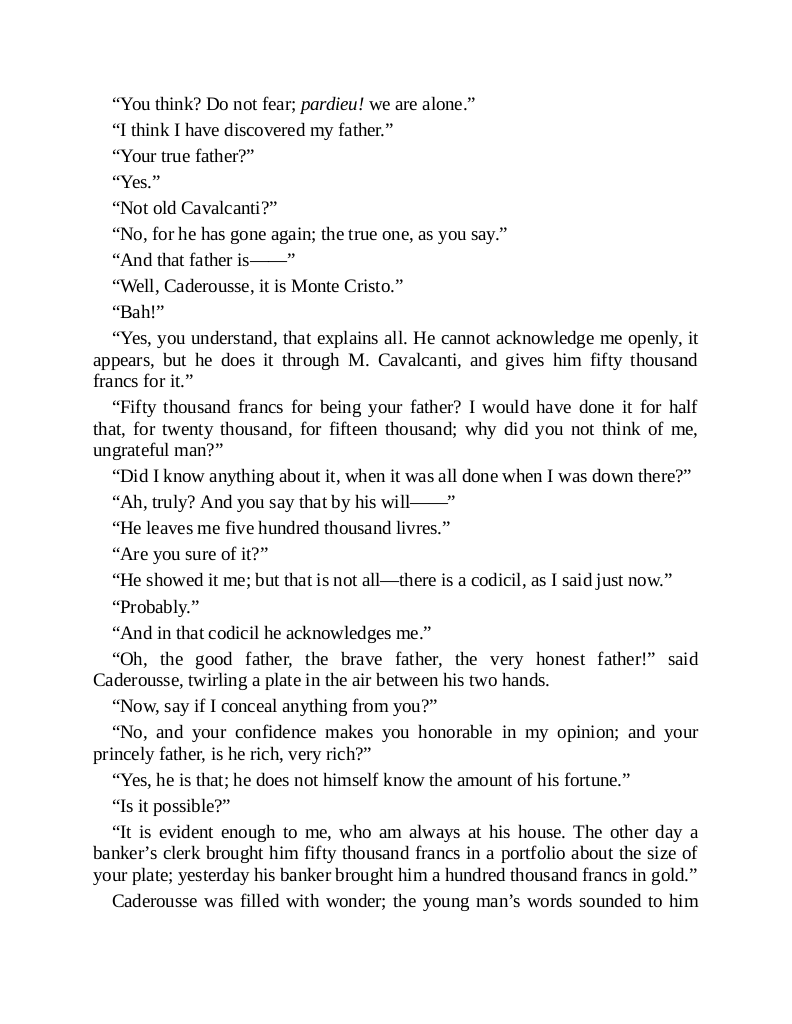 “You think? Do not fear; pardieu! we are alone.”
“I think I have discovered my father.”
“Your true father?”
“Yes.”
“Not old Cavalcanti?”
“No, for he has gone again; the true one, as you say.”
“And that father is——”
“Well, Caderousse, it is Monte Cristo.”
“Bah!”
“Yes, you understand, that explains all. He cannot acknowledge me openly, it
appears, but he does it through M. Cavalcanti, and gives him fifty thousand
francs for it.”
“Fifty thousand francs for being your father? I would have done it for half
that, for twenty thousand, for fifteen thousand; why did you not think of me,
ungrateful man?”
“Did I know anything about it, when it was all done when I was down there?”
“Ah, truly? And you say that by his will——”
“He leaves me five hundred thousand livres.”
“Are you sure of it?”
“He showed it me; but that is not all—there is a codicil, as I said just now.”
“Probably.”
“And in that codicil he acknowledges me.”
“Oh, the good father, the brave father, the very honest father!” said
Caderousse, twirling a plate in the air between his two hands.
“Now, say if I conceal anything from you?”
“No, and your confidence makes you honorable in my opinion; and your
princely father, is he rich, very rich?”
“Yes, he is that; he does not himself know the amount of his fortune.”
“Is it possible?”
“It is evident enough to me, who am always at his house. The other day a
banker’s clerk brought him fifty thousand francs in a portfolio about the size of
your plate; yesterday his banker brought him a hundred thousand francs in gold.”
Caderousse was filled with wonder; the young man’s words sounded to him